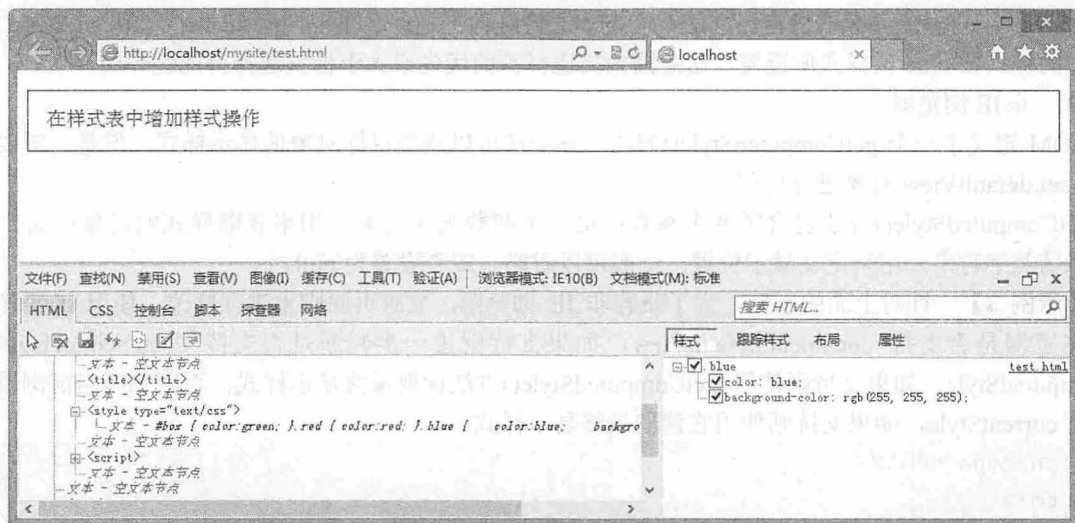 http://localhost/mysite/test.html
localhost
在样式表中增加样式操作
文件(F) 查找(N) 禁用(S) 查看(V) 图像(I) 缓存(C) 工具(T) 验证(A) 浏览器模式: IE10(B) 文档模式(M): 标准
HTML CSS 控制台 脚本 探查器 网络
搜索 HTML...
样式 跟踪样式 布局 属性
文本 - 空文本节点
<title></title>
文本 - 空文本节点
<style type="text/css">
文本 - #box { color:green; }.red { color:red; }.blue { color:blue; backgro
文本 - 空文本节点
<script>
文本 - 空文本节点
文本 - 空文本节点
.blue test.html
color: blue;
background-color: rgb(255, 255, 255);